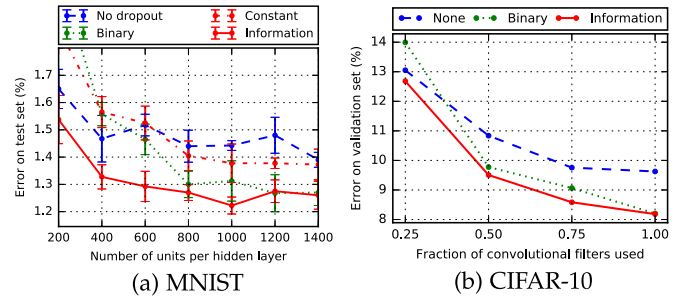 No dropout
Constant
Binary
Information
1.7
1.6
1.5
1.4
1.3
1.2
Error on test set (%)
200 400 600 800 1000 1200 1400
Number of units per hidden layer
(a) MNIST
None
Binary
Information
14
13
12
11
10
9
8
Error on validation set (%)
0.25 0.50 0.75 1.00
Fraction of convolutional filters used
(b) CIFAR-10